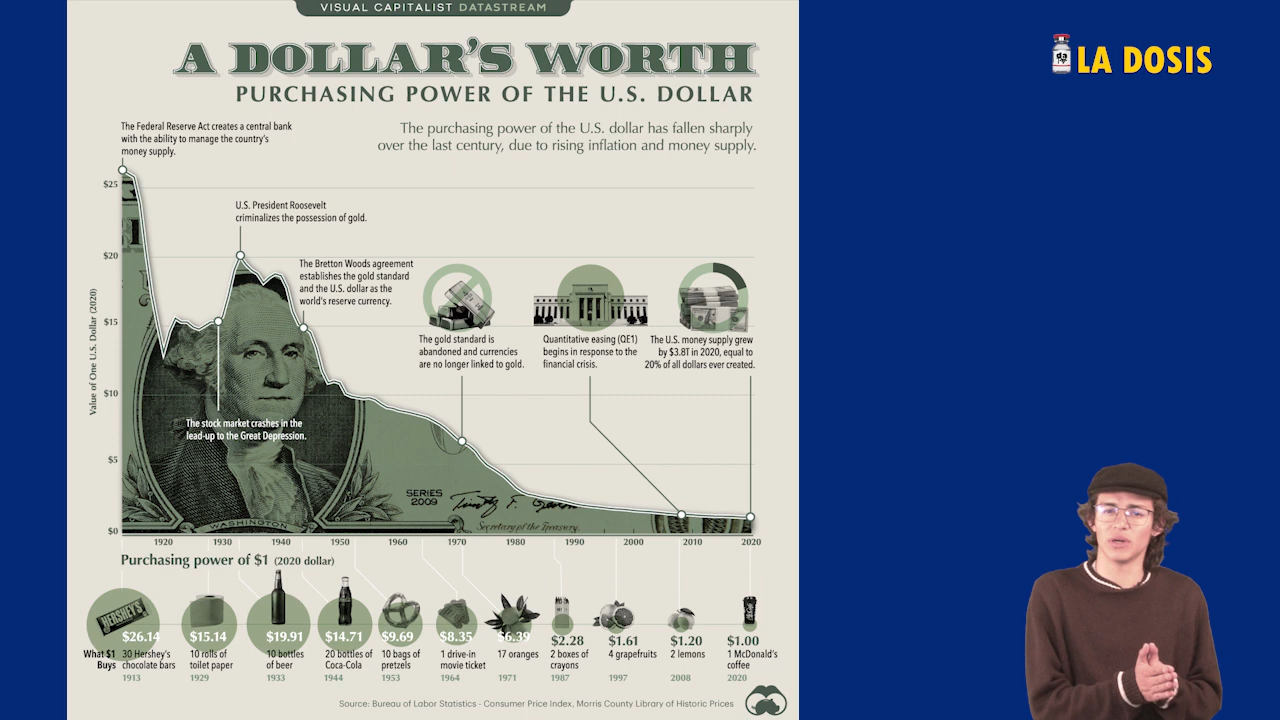 VISUAL CAPITALIST DATASTREAM
A DOLLAR'S WORTH
PURCHASING POWER OF THE U.S. DOLLAR
The purchasing power of the U.S. dollar has fallen sharply
over the last century, due to rising inflation and money supply.
LA DOSIS
The Federal Reserve Act creates a central bank
with the ability to manage the country's
money supply.
U.S. President Roosevelt
criminalizes the possession of gold.
The Bretton Woods agreement
establishes the gold standard
and the U.S. dollar as the
world's reserve currency.
The gold standard is
abandoned and currencies
are no longer linked to gold.
Quantitative easing (QE1)
begins in response to the
financial crisis.
The U.S. money supply grew
by $3.8T in 2020, equal to
20% of all dollars ever created.
The stock market crashes in the
lead-up to the Great Depression.
Value of One U.S. Dollar (2020)
$25
$20
$15
$10
$5
$0
SERIES
2009
Secretary of the Treasury.
WASHINGTON
1920 1930 1940 1950 1960 1970 1980 1990 2000 2010 2020
Purchasing power of $1 (2020 dollar)
HERSHEY'S
What $1
Buys
$26.14
30 Hershey's
chocolate bars
1913
$15.14
10 rolls of
toilet paper
1929
$19.91
10 bottles
of beer
1933
$14.71
20 bottles of
Coca-Cola
1944
$9.69
10 bags of
pretzels
1953
$8.35
1 drive-in
movie ticket
1964
$6.39
17 oranges
1971
$2.28
2 boxes of
crayons
1987
$1.61
4 grapefruits
1997
$1.20
2 lemons
2008
$1.00
1 McDonald's
coffee
2020
Source: Bureau of Labor Statistics - Consumer Price Index, Morris County Library of Historic Prices